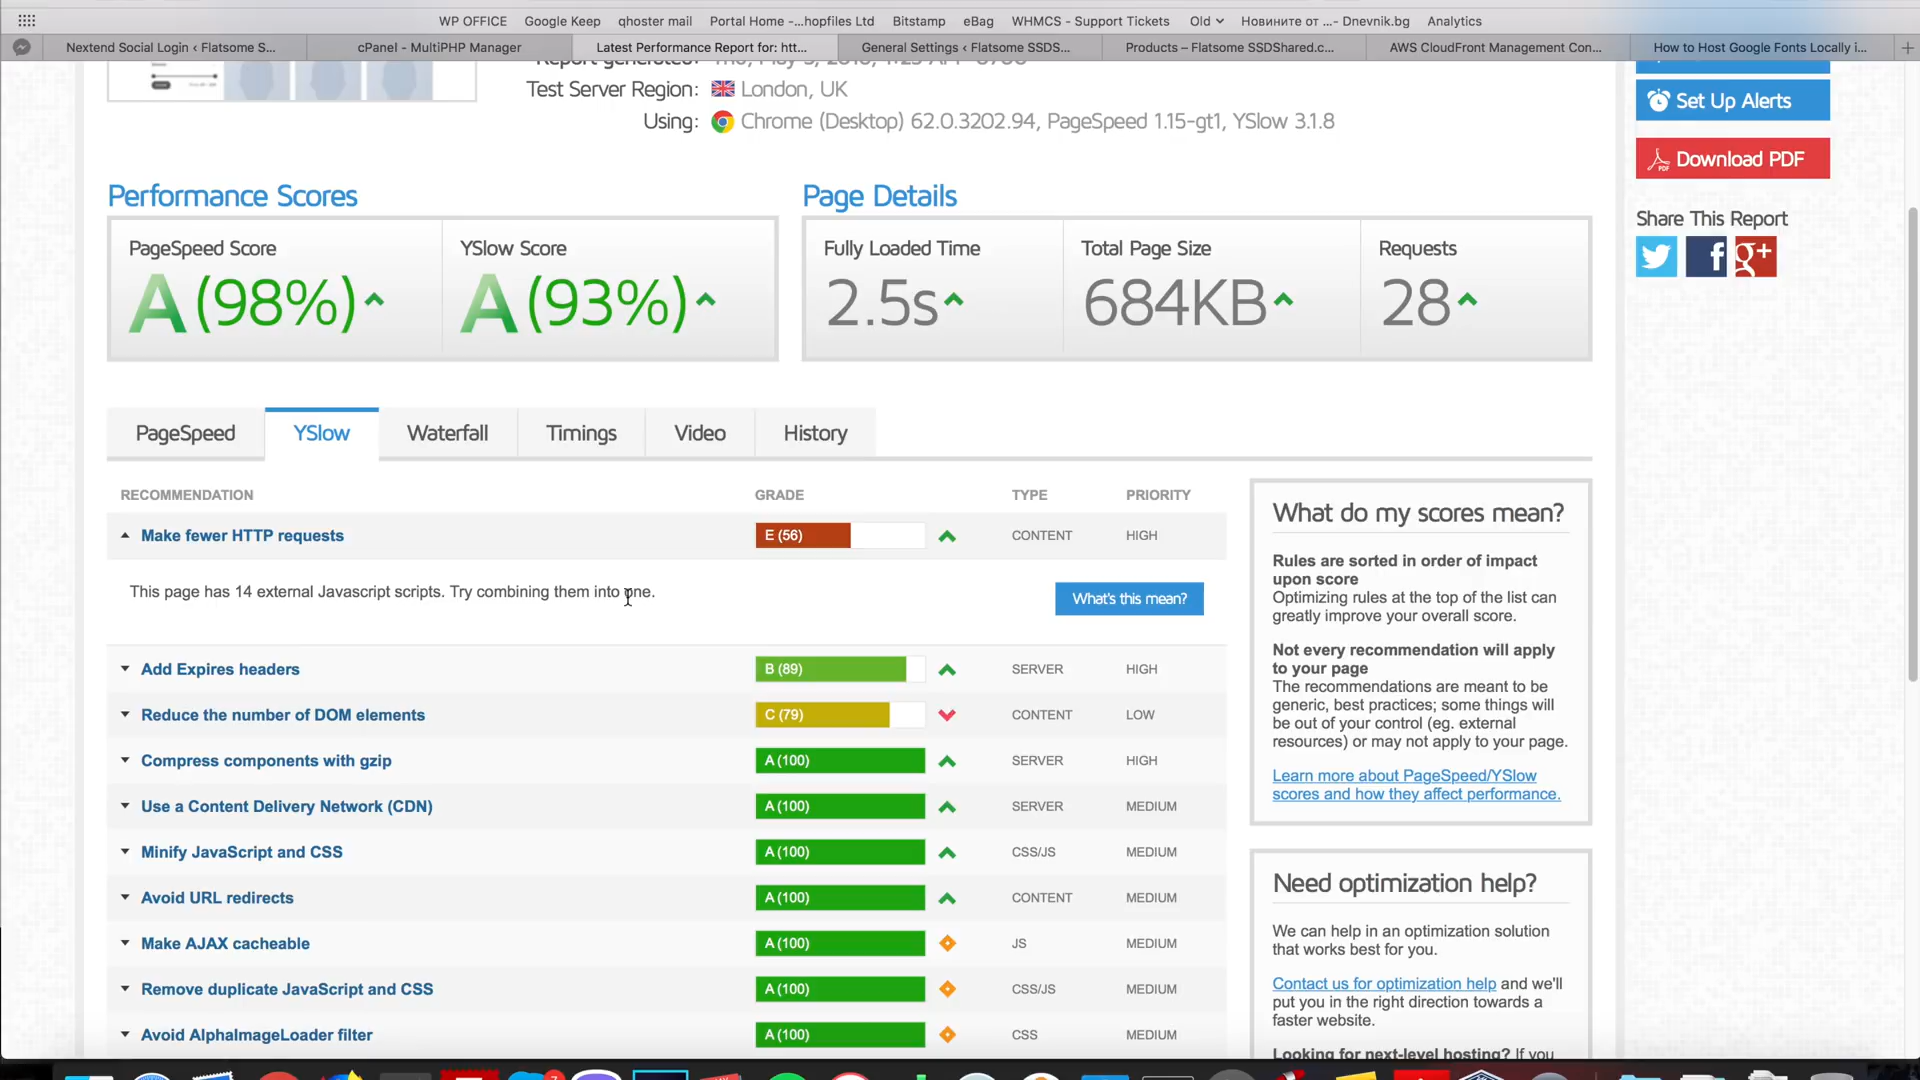 WP OFFICE Google Keep qhoster mail Portal Home -...hopfiles Ltd Bitstamp eBag WHMCS - Support Tickets Old Новините от ...- Dnevnik.bg Analytics
Nextend Social Login ‹ Flatsome S... cPanel - MultiPHP Manager Latest Performance Report for: htt... General Settings ‹ Flatsome SSDS... Products – Flatsome SSDShared.c... AWS CloudFront Management Con... How to Host Google Fonts Locally i...
Report generated:
Test Server Region: London, UK
Using: Chrome (Desktop) 62.0.3202.94, PageSpeed 1.15-gt1, YSlow 3.1.8
Set Up Alerts
Download PDF
Share This Report
Performance Scores
PageSpeed Score YSlow Score
A (98%) A (93%)
Page Details
Fully Loaded Time Total Page Size Requests
2.5s 684KB 28
PageSpeed YSlow Waterfall Timings Video History
RECOMMENDATION GRADE TYPE PRIORITY
Make fewer HTTP requests E (56) CONTENT HIGH
This page has 14 external Javascript scripts. Try combining them into one.
What's this mean?
Add Expires headers B (89) SERVER HIGH
Reduce the number of DOM elements C (79) CONTENT LOW
Compress components with gzip A (100) SERVER HIGH
Use a Content Delivery Network (CDN) A (100) SERVER MEDIUM
Minify JavaScript and CSS A (100) CSS/JS MEDIUM
Avoid URL redirects A (100) CONTENT MEDIUM
Make AJAX cacheable A (100) JS MEDIUM
Remove duplicate JavaScript and CSS A (100) CSS/JS MEDIUM
Avoid AlphaImageLoader filter A (100) CSS MEDIUM
What do my scores mean?
Rules are sorted in order of impact
upon score
Optimizing rules at the top of the list can
greatly improve your overall score.
Not every recommendation will apply
to your page
The recommendations are meant to be
generic, best practices; some things will
be out of your control (eg. external
resources) or may not apply to your page.
Learn more about PageSpeed/YSlow
scores and how they affect performance.
Need optimization help?
We can help in an optimization solution
that works best for you.
Contact us for optimization help and we'll
put you in the right direction towards a
faster website.
Looking for next-level hosting? If you